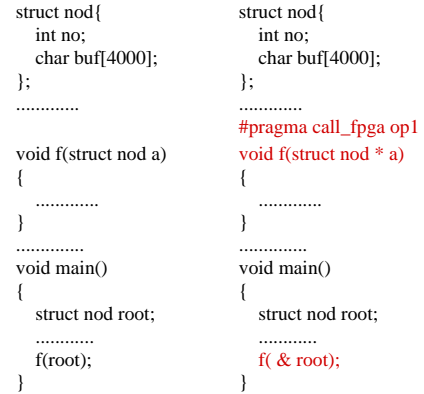 struct nod{
int no;
char buf[4000];
};
.............
void f(struct nod a)
{
.............
}
.............
void main()
{
struct nod root;
............
f(root);
}
struct nod{
int no;
char buf[4000];
};
.............
#pragma call_fpga op1
void f(struct nod * a)
{
.............
}
.............
void main()
{
struct nod root;
............
f( & root);
}